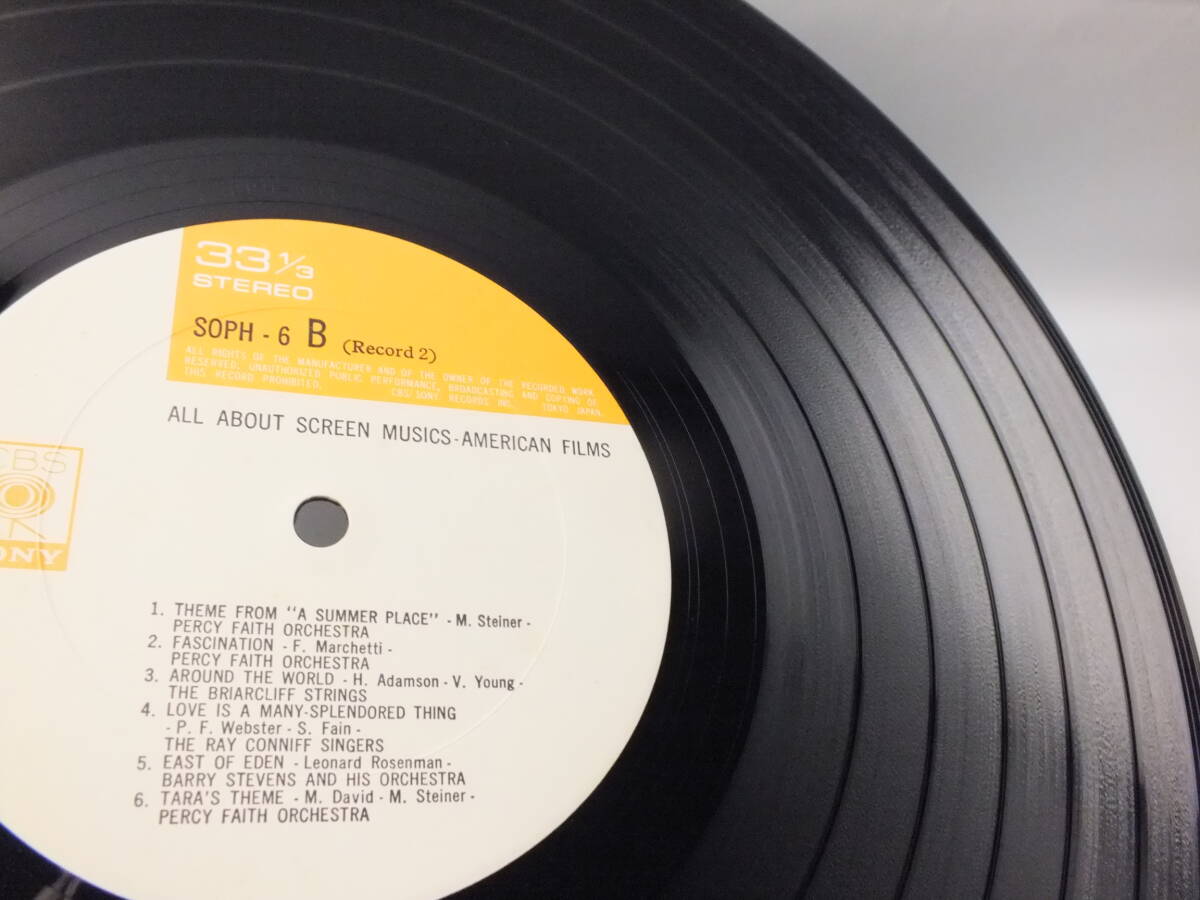 33 1/3
STEREO
SOPH - 6 B (Record 2)
ALL RIGHTS OF THE MANUFACTURER AND OF THE OWNER OF THE RECORDED WORK
RESERVED. UNAUTHORIZED PUBLIC PERFORMANCE, BROADCASTING AND COPYING OF
THIS RECORD PROHIBITED. CBS/SONY RECORDS INC. TOKYO JAPAN.
ALL ABOUT SCREEN MUSICS-AMERICAN FILMS
CBS
ONY
1. THEME FROM "A SUMMER PLACE" - M. Steiner -
PERCY FAITH ORCHESTRA
2. FASCINATION - F. Marchetti -
PERCY FAITH ORCHESTRA
3. AROUND THE WORLD - H. Adamson - V. Young -
THE BRIARCLIFF STRINGS
4. LOVE IS A MANY-SPLENDORED THING
- P. F. Webster - S. Fain -
THE RAY CONNIFF SINGERS
5. EAST OF EDEN - Leonard Rosenman -
BARRY STEVENS AND HIS ORCHESTRA
6. TARA'S THEME - M. David - M. Steiner -
PERCY FAITH ORCHESTRA